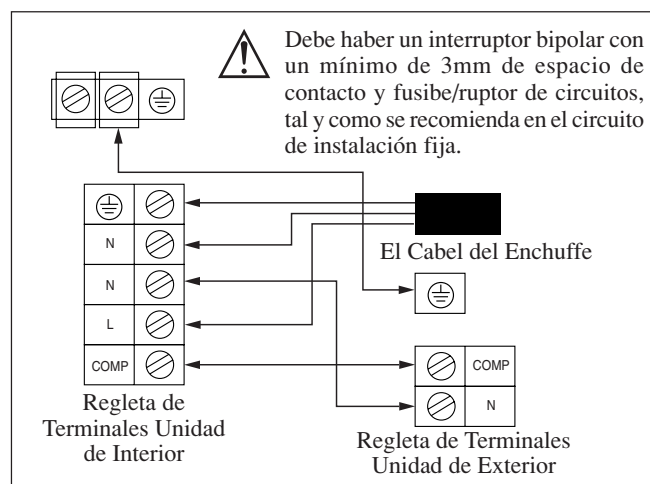 Debe haber un interruptor bipolar con
un mínimo de 3mm de espacio de
contacto y fusibe/ruptor de circuitos,
tal y como se recomienda en el circuito
de instalación fija.
El Cabel del Enchuffe
N
N
L
COMP
Regleta de
Terminales Unidad
de Interior
COMP
N
Regleta de Terminales
Unidad de Exterior